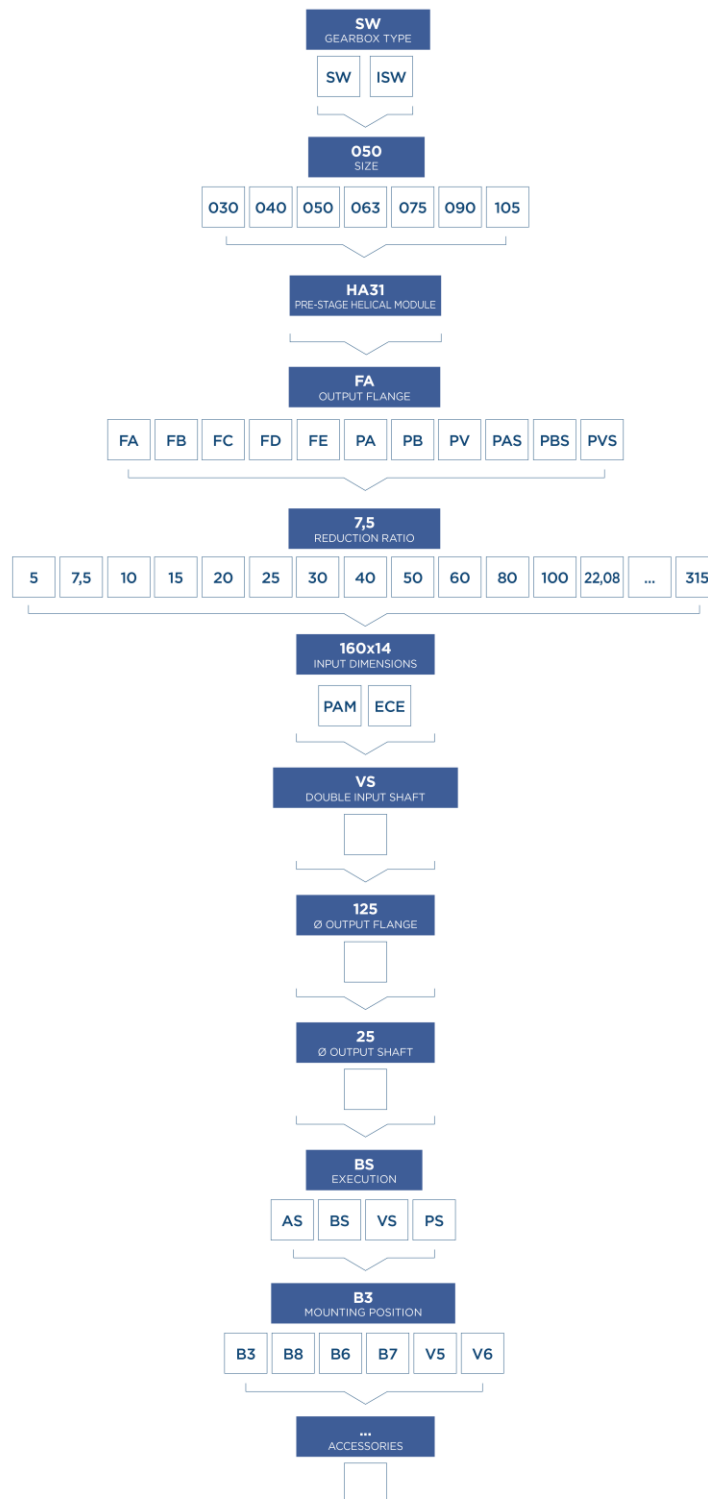 SW
GEARBOX TYPE
SW ISW
050
SIZE
030 040 050 063 075 090 105
HA31
PRE-STAGE HELICAL MODULE
FA
OUTPUT FLANGE
FA FB FC FD FE PA PB PV PAS PBS PVS
7,5
REDUCTION RATIO
5 7,5 10 15 20 25 30 40 50 60 80 100 22,08 ... 315
160x14
INPUT DIMENSIONS
PAM ECE
VS
DOUBLE INPUT SHAFT
125
Ø OUTPUT FLANGE
25
Ø OUTPUT SHAFT
BS
EXECUTION
AS BS VS PS
B3
MOUNTING POSITION
B3 B8 B6 B7 V5 V6
...
ACCESSORIES